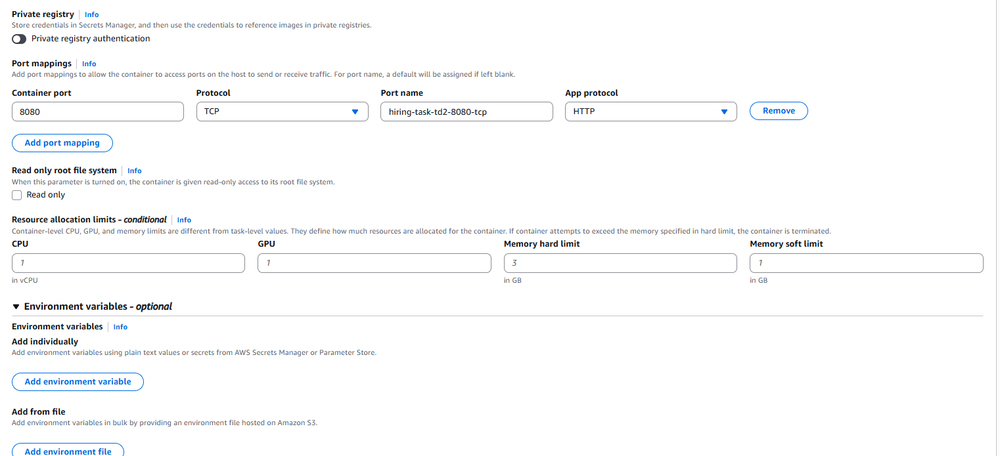 Private registry Info
Store credentials in Secrets Manager, and then use the credentials to reference images in private registries.
Private registry authentication
Port mappings Info
Add port mappings to allow the container to access ports on the host to send or receive traffic. For port name, a default will be assigned if left blank.
Container port Protocol Port name App protocol
8080 TCP hiring-task-td2-8080-tcp HTTP Remove
Add port mapping
Read only root file system Info
When this parameter is turned on, the container is given read-only access to its root file system.
Read only
Resource allocation limits - conditional Info
Container-level CPU, GPU, and memory limits are different from task-level values. They define how much resources are allocated for the container. If container attempts to exceed the memory specified in hard limit, the container is terminated.
CPU GPU Memory hard limit Memory soft limit
1 1 3 1
in vCPU in GB in GB
Environment variables - optional
Environment variables Info
Add individually
Add environment variables using plain text values or secrets from AWS Secrets Manager or Parameter Store.
Add environment variable
Add from file
Add environment variables in bulk by providing an environment file hosted on Amazon S3.
Add environment file